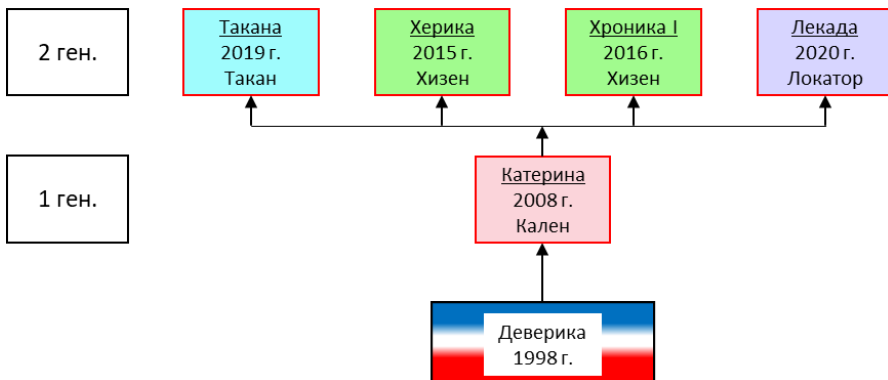 2 ген.
Такана
2019 г.
Такан
Херика
2015 г.
Хизен
Хроника I
2016 г.
Хизен
Лекада
2020 г.
Локатор
1 ген.
Катерина
2008 г.
Кален
Деверика
1998 г.